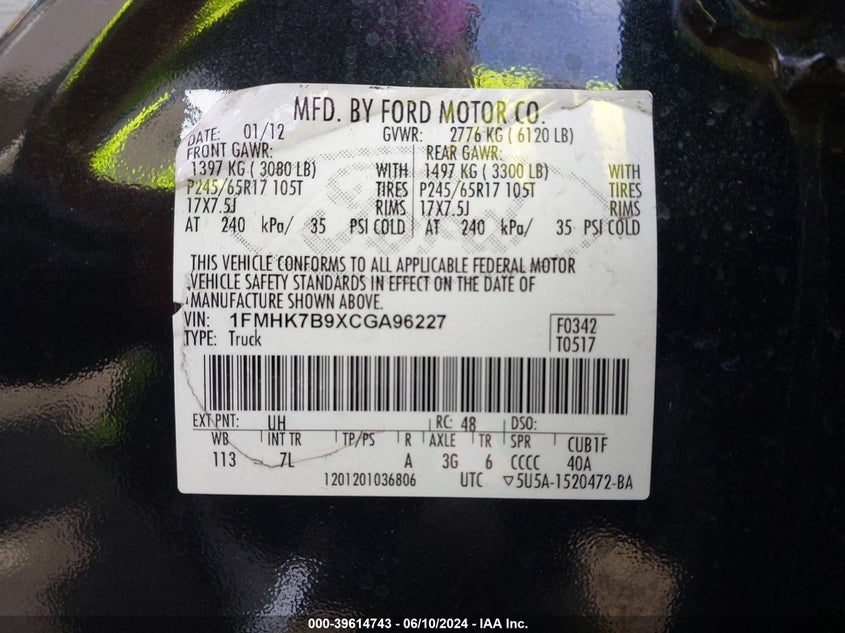 MFD. BY FORD MOTOR CO.
DATE: 01/12 GVWR: 2776 KG ( 6120 LB)
FRONT GAWR: REAR GAWR:
1397 KG ( 3080 LB) WITH 1497 KG ( 3300 LB) WITH
P245/65R17 105T TIRES P245/65R17 105T TIRES
17X7.5J RIMS 17X7.5J RIMS
AT 240 kPa/ 35 PSI COLD AT 240 kPa/ 35 PSI COLD
THIS VEHICLE CONFORMS TO ALL APPLICABLE FEDERAL MOTOR
VEHICLE SAFETY STANDARDS IN EFFECT ON THE DATE OF
MANUFACTURE SHOWN ABOVE.
VIN: 1FMHK7B9XCGA96227 F0342
TYPE: Truck T0517
EXT PNT: UH RC: 48 DSO:
WB INT TR TP/PS R AXLE TR SPR CUB1F
113 7L A 3G 6 CCCC 40A
1201201036806 UTC ▽5U5A-1520472-BA
000-39614743 - 06/10/2024 - IAA Inc.